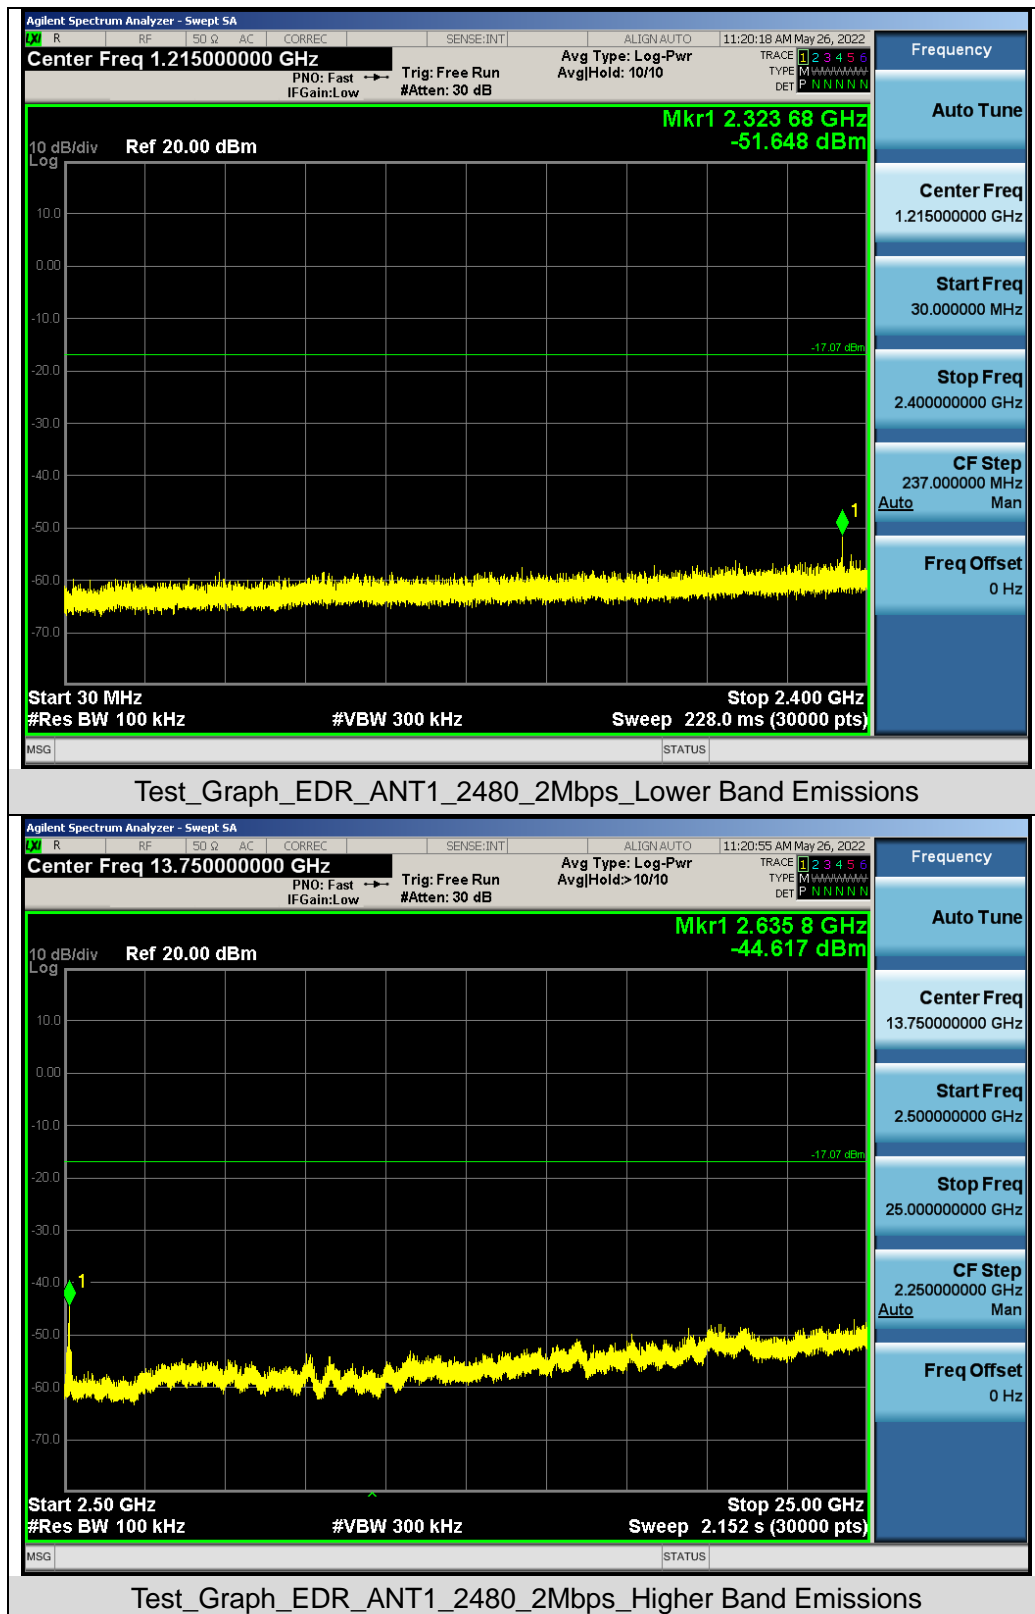 Agilent Spectrum Analyzer - Swept SA
LXI R RF 50 Ω AC CORREC SENSE:INT ALIGN AUTO 11:20:18 AM May 26, 2022
Center Freq 1.215000000 GHz
PNO: Fast
IFGain:Low
Trig: Free Run
#Atten: 30 dB
Avg Type: Log-Pwr
Avg|Hold: 10/10
TRACE 1 2 3 4 5 6
TYPE M WWWWW
DET P N N N N N
Frequency
Auto Tune
Center Freq
1.215000000 GHz
Start Freq
30.000000 MHz
Stop Freq
2.400000000 GHz
CF Step
237.000000 MHz
Auto Man
Freq Offset
0 Hz
Mkr1 2.323 68 GHz
-51.648 dBm
10 dB/div Ref 20.00 dBm
Log
10.0
0.00
-10.0
-17.07 dBm
-20.0
-30.0
-40.0
-50.0
1
-60.0
-70.0
Start 30 MHz Stop 2.400 GHz
#Res BW 100 kHz #VBW 300 kHz Sweep 228.0 ms (30000 pts)
MSG STATUS
Test_Graph_EDR_ANT1_2480_2Mbps_Lower Band Emissions
Agilent Spectrum Analyzer - Swept SA
LXI R RF 50 Ω AC CORREC SENSE:INT ALIGN AUTO 11:20:55 AM May 26, 2022
Center Freq 13.750000000 GHz
PNO: Fast
IFGain:Low
Trig: Free Run
#Atten: 30 dB
Avg Type: Log-Pwr
Avg|Hold:> 10/10
TRACE 1 2 3 4 5 6
TYPE M WWWWW
DET P N N N N N
Frequency
Auto Tune
Center Freq
13.750000000 GHz
Start Freq
2.500000000 GHz
Stop Freq
25.000000000 GHz
CF Step
2.250000000 GHz
Auto Man
Freq Offset
0 Hz
Mkr1 2.635 8 GHz
-44.617 dBm
10 dB/div Ref 20.00 dBm
Log
10.0
0.00
-10.0
-17.07 dBm
-20.0
-30.0
-40.0
1
-50.0
-60.0
-70.0
Start 2.50 GHz Stop 25.00 GHz
#Res BW 100 kHz #VBW 300 kHz Sweep 2.152 s (30000 pts)
MSG STATUS
Test_Graph_EDR_ANT1_2480_2Mbps_Higher Band Emissions